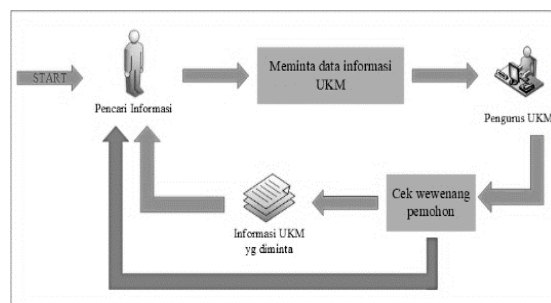 START
Pencari Informasi
Meminta data informasi
UKM
Pengurus UKM
Cek wewenang
pemohon
Informasi UKM
yg diminta